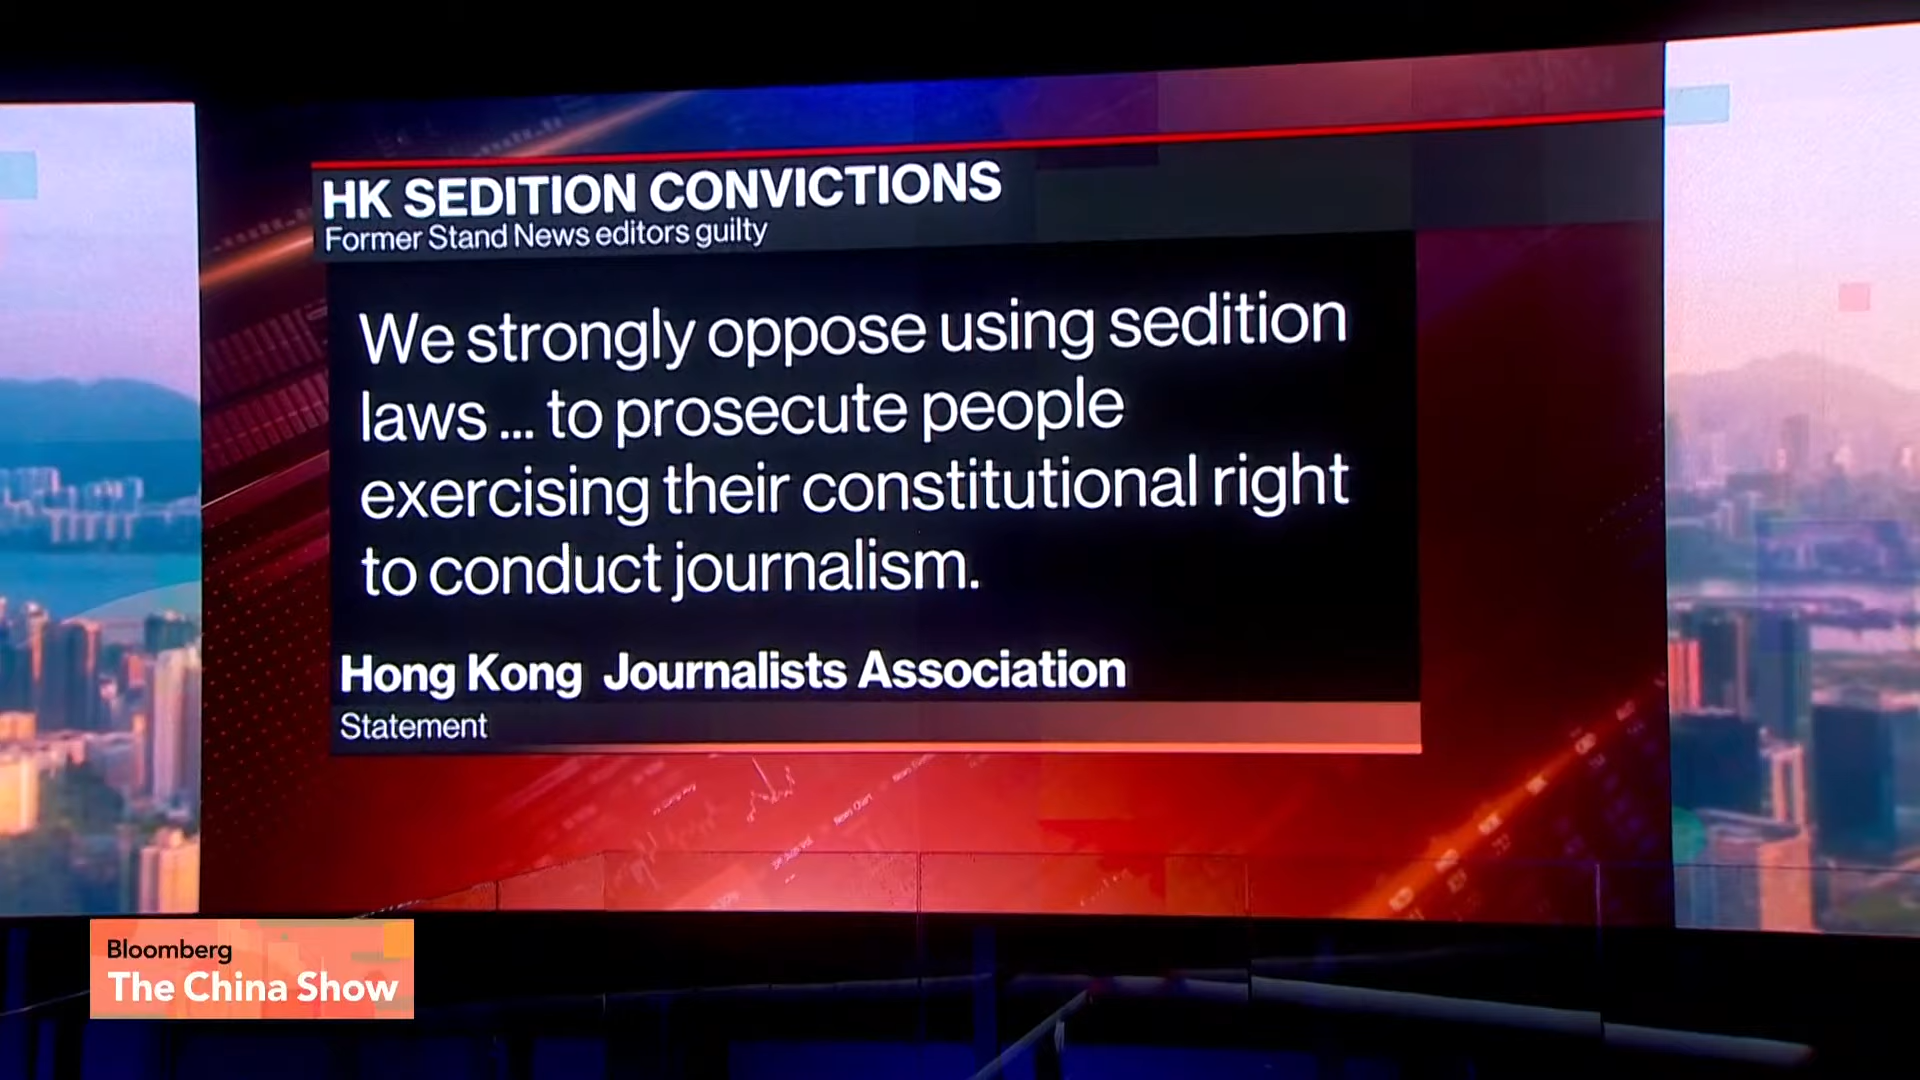 HK SEDITION CONVICTIONS
Former Stand News editors guilty
We strongly oppose using sedition
laws ... to prosecute people
exercising their constitutional right
to conduct journalism.
Hong Kong Journalists Association
Statement
Bloomberg
The China Show